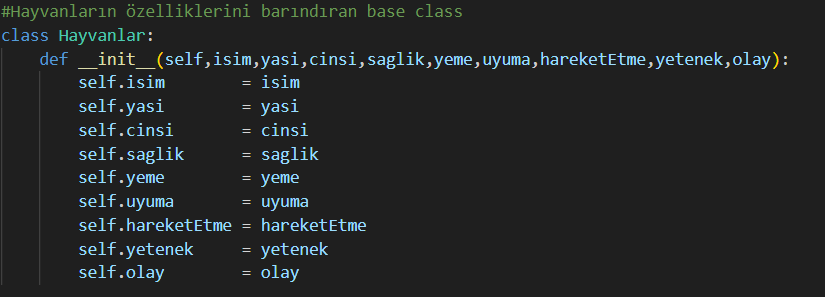 #Hayvanların özelliklerini barındıran base class
class Hayvanlar:
    def __init__(self,isim,yasi,cinsi,saglik,yeme,uyuma,hareketEtme,yetenek,olay):
        self.isim        = isim
        self.yasi        = yasi
        self.cinsi       = cinsi
        self.saglik      = saglik
        self.yeme        = yeme
        self.uyuma       = uyuma
        self.hareketEtme = hareketEtme
        self.yetenek     = yetenek
        self.olay        = olay